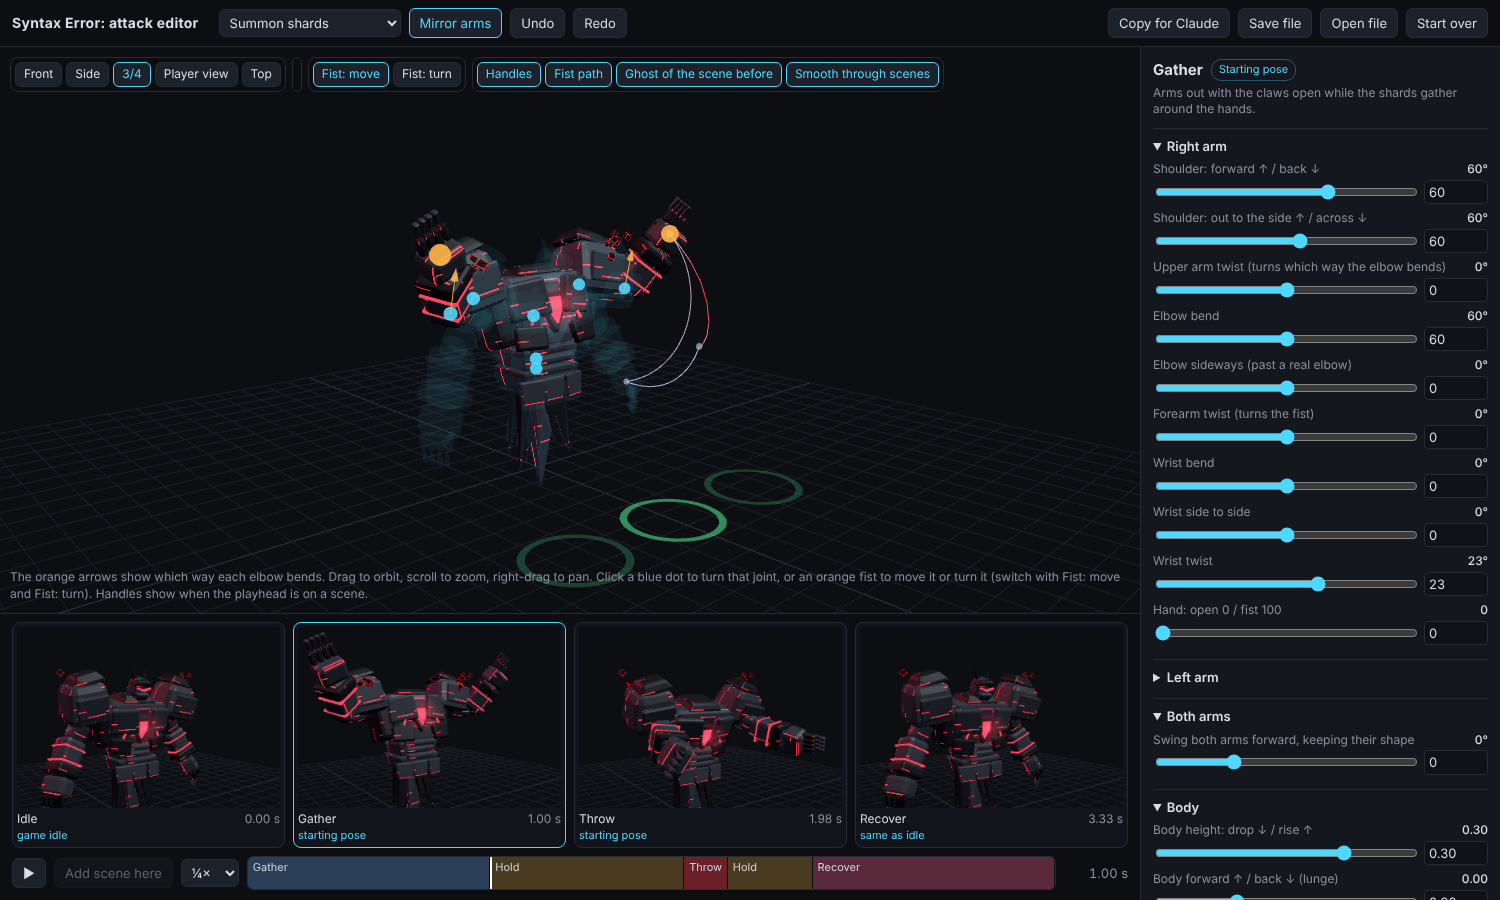 Syntax Error: attack editor
Summon shards
Mirror arms
Undo
Redo
Copy for Claude
Save file
Open file
Start over
Front
Side
3/4
Player view
Top
Fist: move
Fist: turn
Handles
Fist path
Ghost of the scene before
Smooth through scenes
The orange arrows show which way each elbow bends. Drag to orbit, scroll to zoom, right-drag to pan. Click a blue dot to turn that joint, or an orange fist to move it or turn it (switch with Fist: move
and Fist: turn). Handles show when the playhead is on a scene.
Idle 0.00 s
game idle
Gather 1.00 s
starting pose
Throw 1.98 s
starting pose
Recover 3.33 s
same as idle
▶
Add scene here
¼×
Gather
Hold
Throw
Hold
Recover
1.00 s
Gather
Starting pose
Arms out with the claws open while the shards gather
around the hands.
▼ Right arm
Shoulder: forward ↑ / back ↓ 60°
60
Shoulder: out to the side ↑ / across ↓ 60°
60
Upper arm twist (turns which way the elbow bends) 0°
0
Elbow bend 60°
60
Elbow sideways (past a real elbow) 0°
0
Forearm twist (turns the fist) 0°
0
Wrist bend 0°
0
Wrist side to side 0°
0
Wrist twist 23°
23
Hand: open 0 / fist 100 0
0
▶ Left arm
▼ Both arms
Swing both arms forward, keeping their shape 0°
0
▼ Body
Body height: drop ↓ / rise ↑ 0.30
0.30
Body forward ↑ / back ↓ (lunge) 0.00